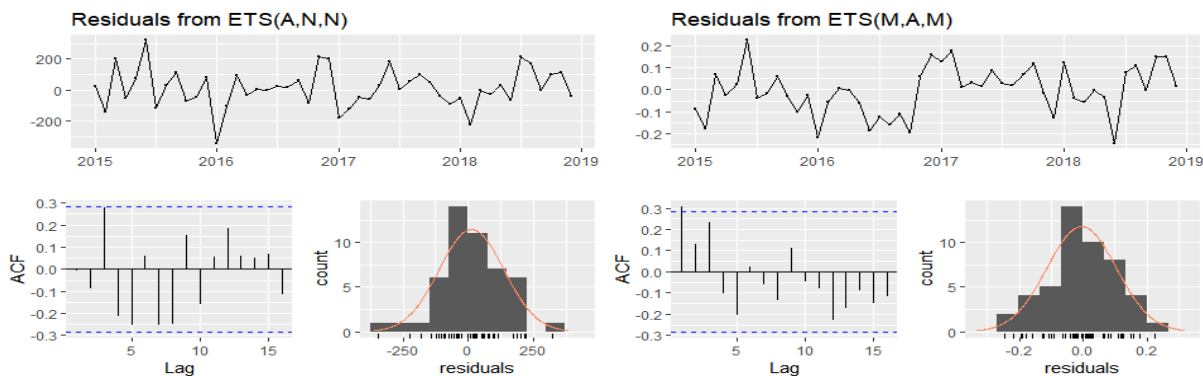 Residuals from ETS(A,N,N)
200
0
-200
2015 2016 2017 2018 2019
0.3
0.2
0.1
0.0
-0.1
-0.2
-0.3
ACF
5 10 15
Lag
10
5
0
count
-250 0 250
residuals
Residuals from ETS(M,A,M)
0.2
0.1
0.0
-0.1
-0.2
2015 2016 2017 2018 2019
0.3
0.2
0.1
0.0
-0.1
-0.2
-0.3
ACF
5 10 15
Lag
10
5
0
count
-0.2 0.0 0.2
residuals